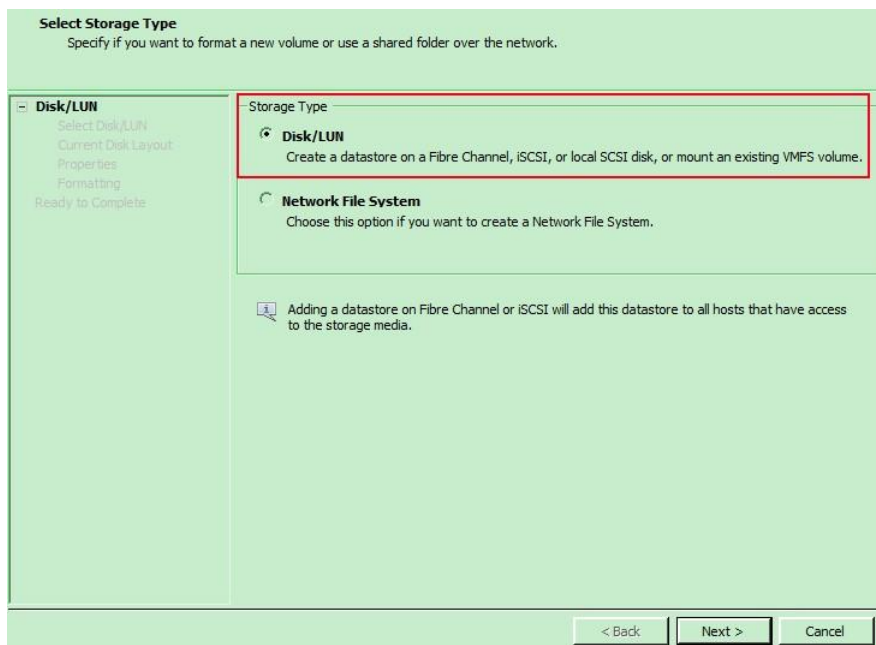 Select Storage Type
Specify if you want to format a new volume or use a shared folder over the network.
Disk/LUN
Select Disk/LUN
Current Disk Layout
Properties
Formatting
Ready to Complete
Storage Type
Disk/LUN
Create a datastore on a Fibre Channel, iSCSI, or local SCSI disk, or mount an existing VMFS volume.
Network File System
Choose this option if you want to create a Network File System.
Adding a datastore on Fibre Channel or iSCSI will add this datastore to all hosts that have access
to the storage media.
< Back
Next >
Cancel